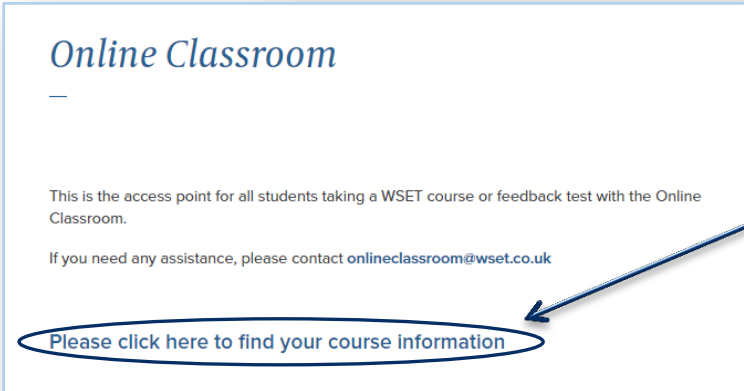 Online Classroom
This is the access point for all students taking a WSET course or feedback test with the Online
Classroom.
If you need any assistance, please contact onlineclassroom@wset.co.uk
Please click here to find your course information